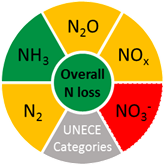 N₂O
NOₓ
NH₃
Overall
N loss
N₂
NO₃⁻
UNECE
Categories